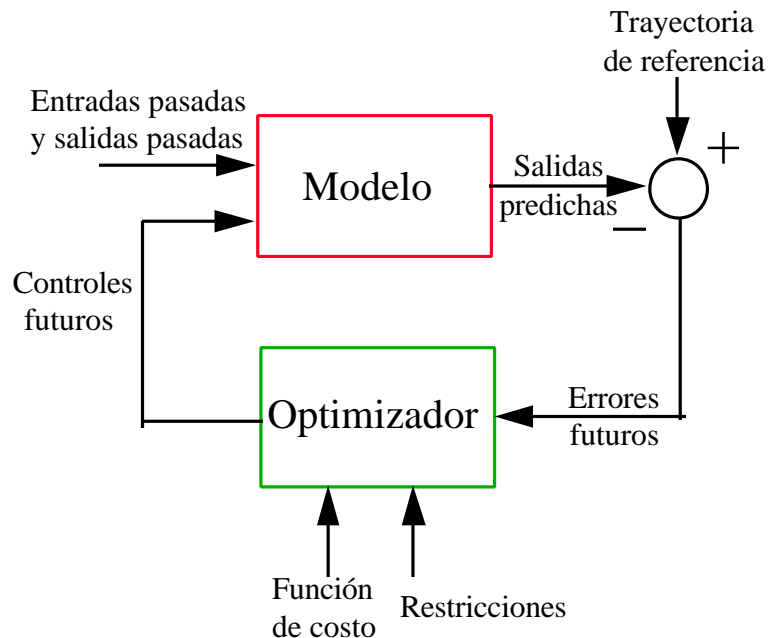 Trayectoria
de referencia
Entradas pasadas
y salidas pasadas
+
Modelo
Salidas
predichas
−
Controles
futuros
Optimizador
Errores
futuros
Función
de costo
Restricciones